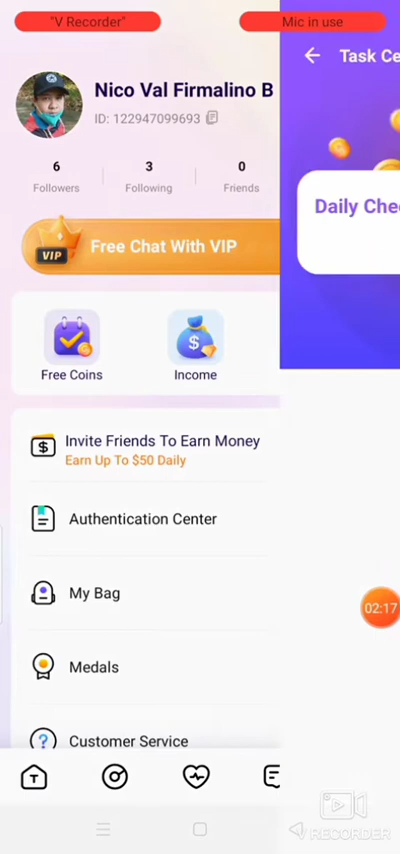 "V Recorder"
Mic in use
Task Ce
Nico Val Firmalino B
ID: 122947099693
6
3
0
Followers
Following
Friends
Daily Che
VIP
Free Chat With VIP
$
Free Coins
Income
$
Invite Friends To Earn Money
Earn Up To $50 Daily
Authentication Center
My Bag
02:17
Medals
?
Customer Service
T
RECORDER